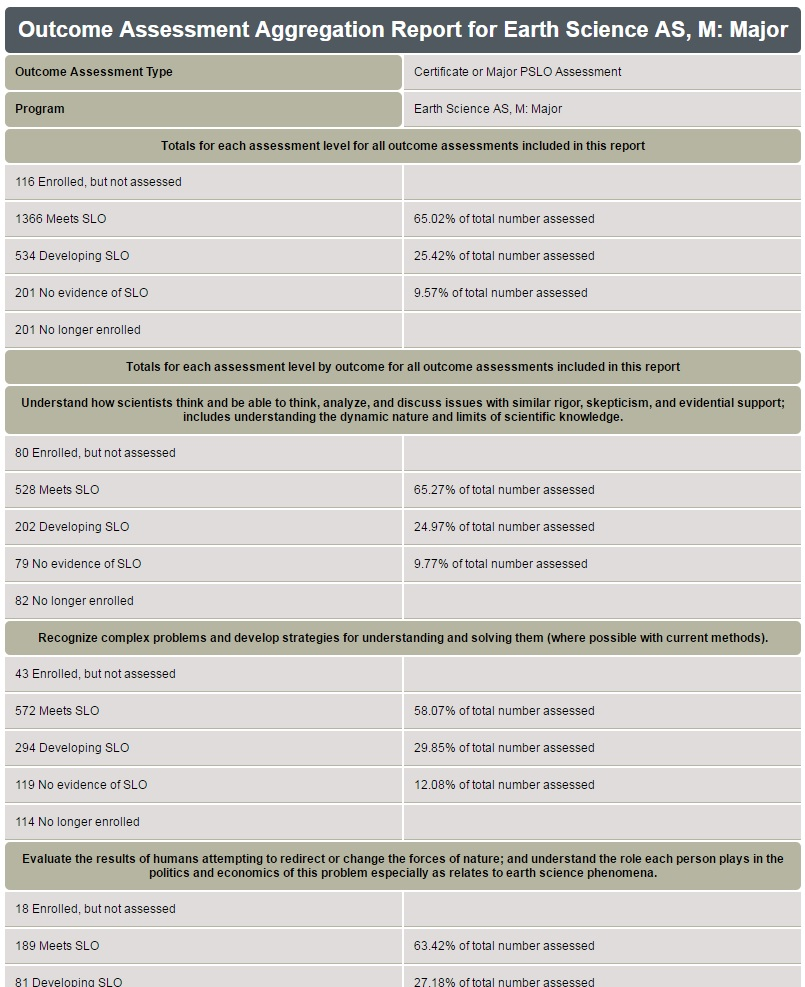 Outcome Assessment Aggregation Report for Earth Science AS, M: Major
Outcome Assessment Type
Certificate or Major PSLO Assessment
Program
Earth Science AS, M: Major
Totals for each assessment level for all outcome assessments included in this report
116 Enrolled, but not assessed
1366 Meets SLO
65.02% of total number assessed
534 Developing SLO
25.42% of total number assessed
201 No evidence of SLO
9.57% of total number assessed
201 No longer enrolled
Totals for each assessment level by outcome for all outcome assessments included in this report
Understand how scientists think and be able to think, analyze, and discuss issues with similar rigor, skepticism, and evidential support;
includes understanding the dynamic nature and limits of scientific knowledge.
80 Enrolled, but not assessed
528 Meets SLO
65.27% of total number assessed
202 Developing SLO
24.97% of total number assessed
79 No evidence of SLO
9.77% of total number assessed
82 No longer enrolled
Recognize complex problems and develop strategies for understanding and solving them (where possible with current methods).
43 Enrolled, but not assessed
572 Meets SLO
58.07% of total number assessed
294 Developing SLO
29.85% of total number assessed
119 No evidence of SLO
12.08% of total number assessed
114 No longer enrolled
Evaluate the results of humans attempting to redirect or change the forces of nature; and understand the role each person plays in the
politics and economics of this problem especially as relates to earth science phenomena.
18 Enrolled, but not assessed
189 Meets SLO
63.42% of total number assessed
81 Developing SLO
27.18% of total number assessed